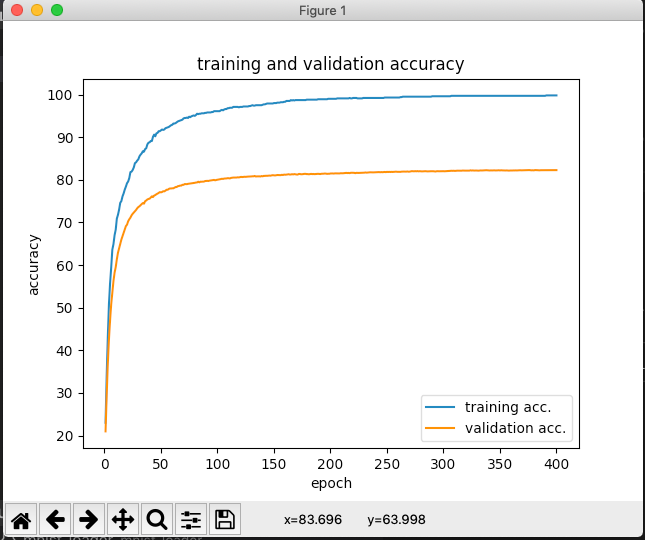 Figure 1
training and validation accuracy
accuracy
100
90
80
70
60
50
40
30
20
training acc.
validation acc.
0 50 100 150 200 250 300 350 400
epoch
x=83.696 y=63.998